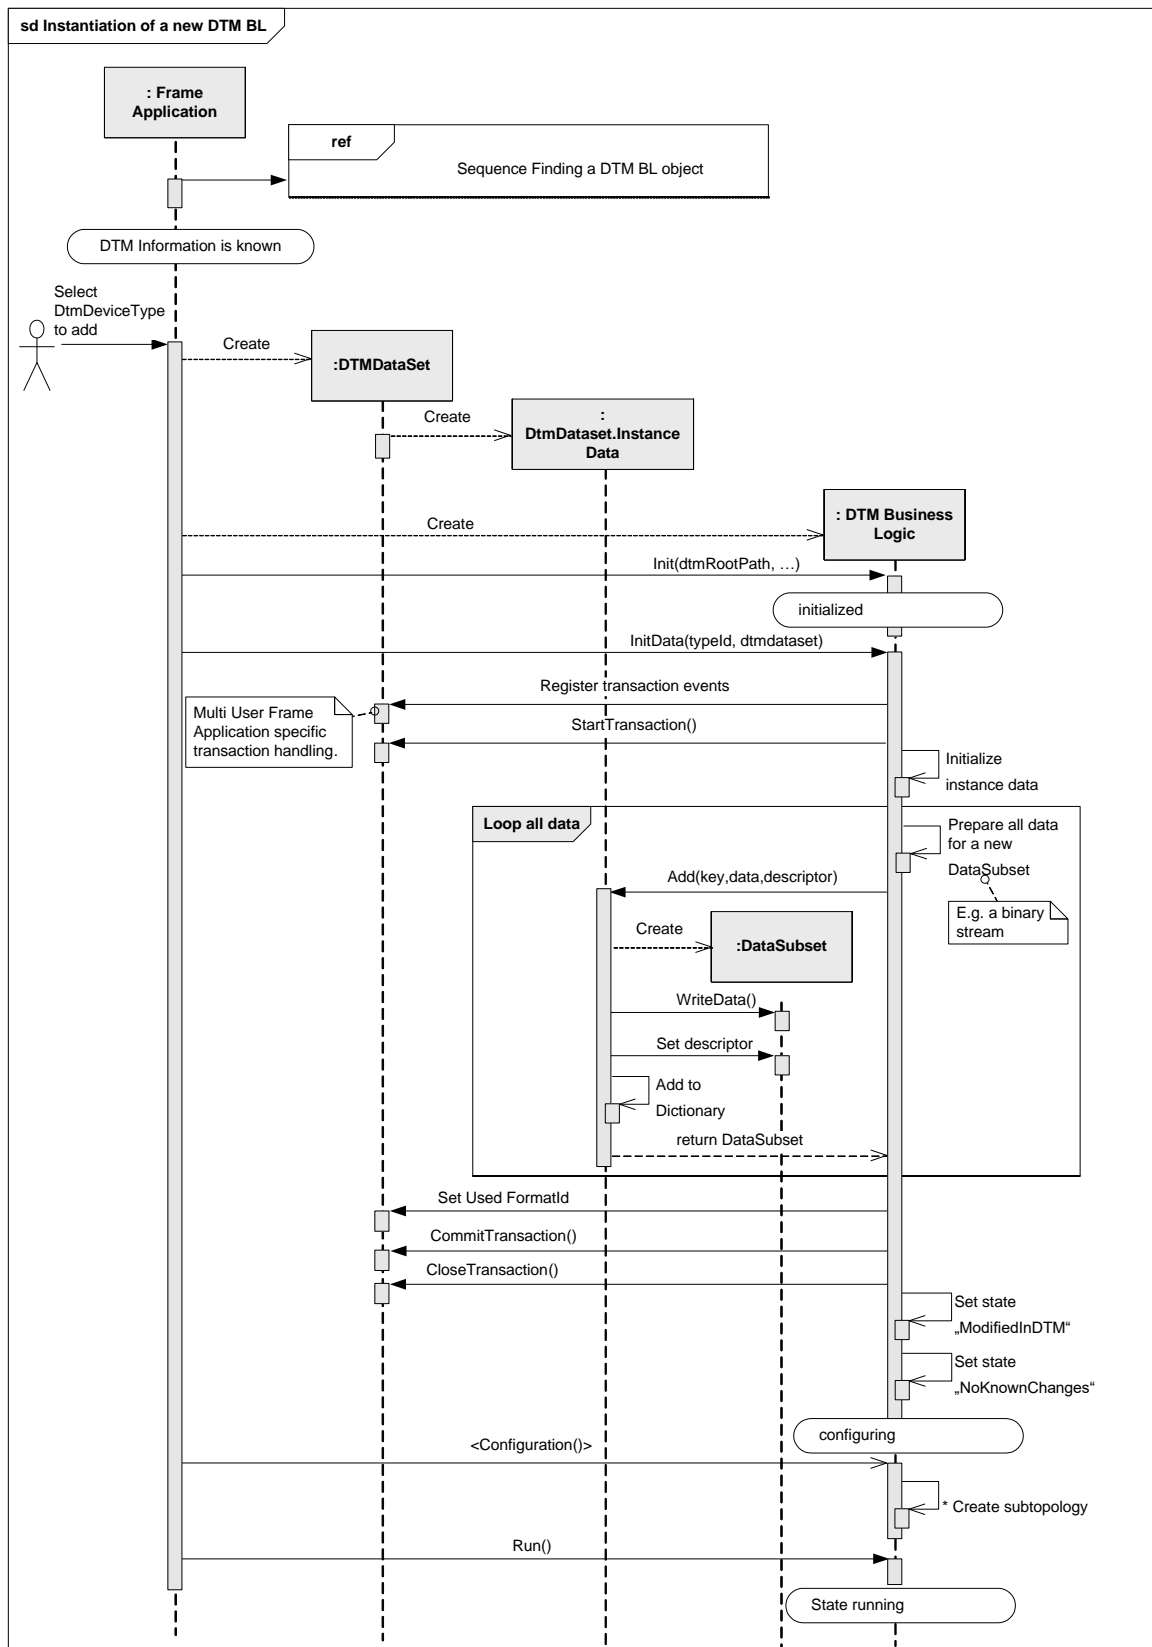 sd Instantiation of a new DTM BL
: Frame
Application
ref
Sequence Finding a DTM BL object
DTM Information is known
Select
DtmDeviceType
to add
Create
:DTMDataSet
Create
:
DtmDataset.Instance
Data
Create
: DTM Business
Logic
Init(dtmRootPath, …)
initialized
InitData(typeId, dtmdataset)
Register transaction events
Multi User Frame
Application specific
transaction handling.
StartTransaction()
Initialize
instance data
Loop all data
Prepare all data
for a new
DataSubset
Add(key,data,descriptor)
E.g. a binary
stream
Create
:DataSubset
WriteData()
Set descriptor
Add to
Dictionary
return DataSubset
Set Used FormatId
CommitTransaction()
CloseTransaction()
Set state
„ModifiedInDTM“
Set state
„NoKnownChanges“
configuring
<Configuration()>
* Create subtopology
Run()
State running